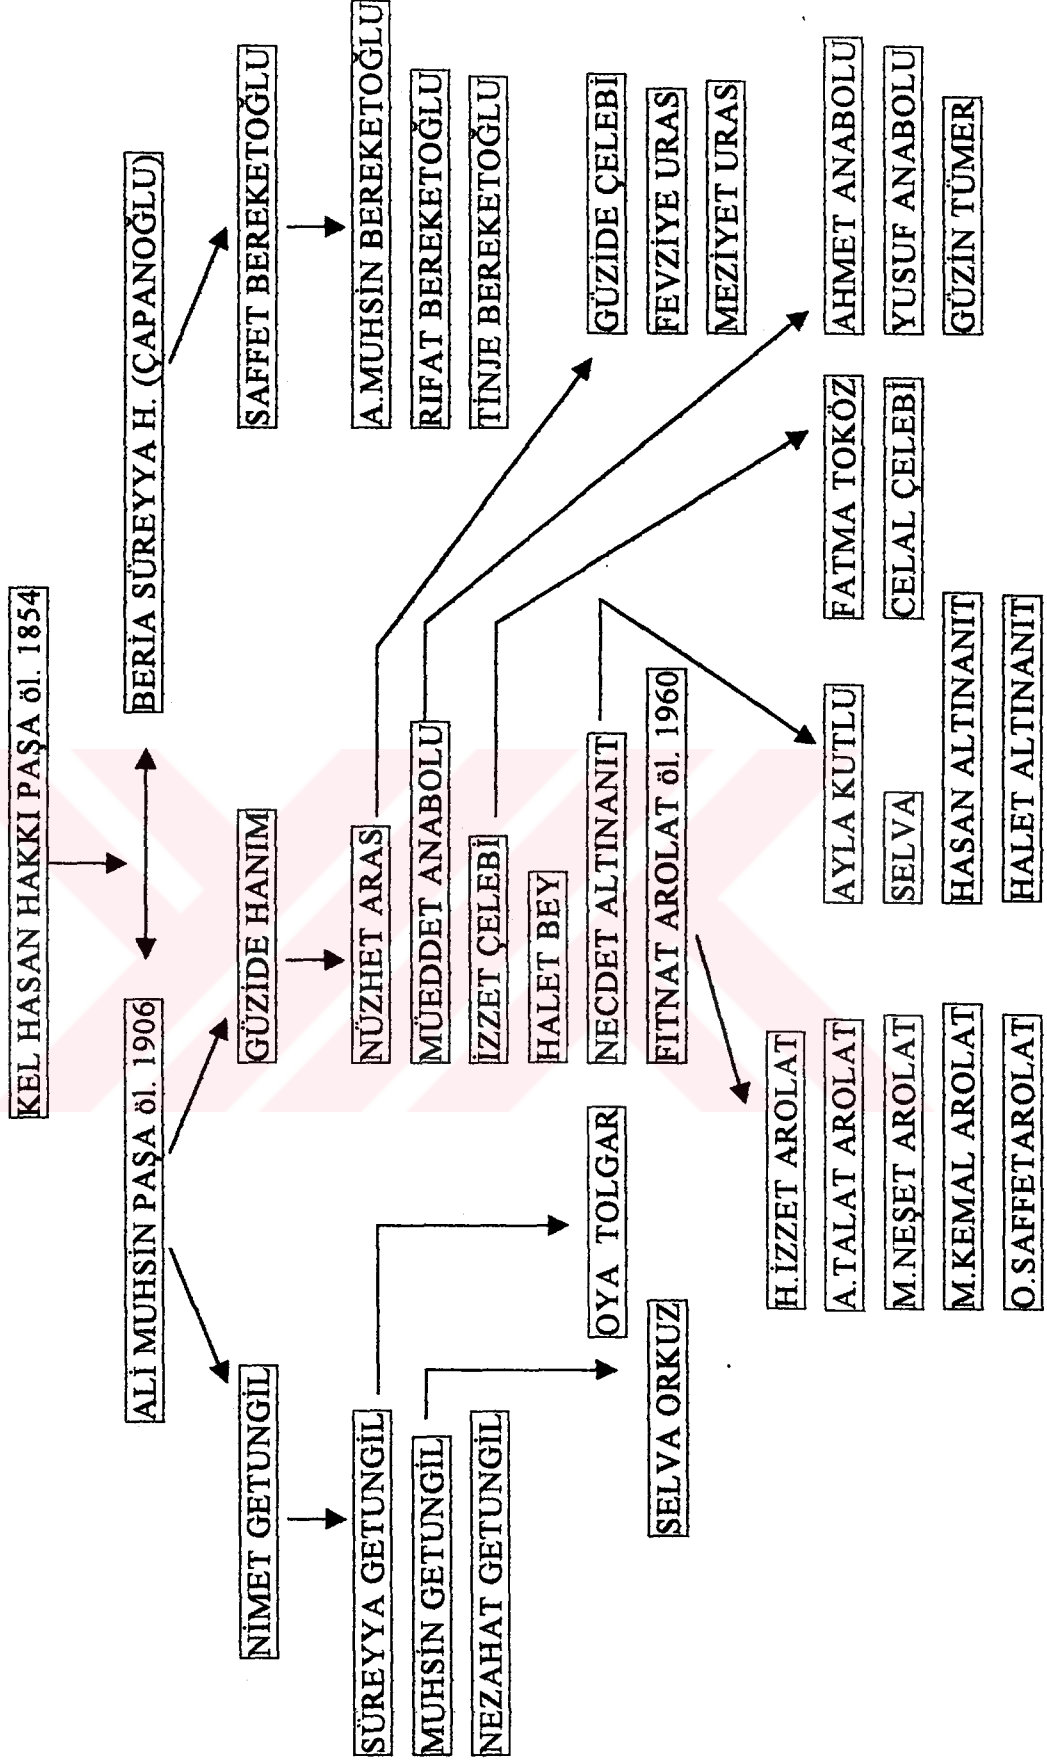 KEL HASAN HAKKI PAŞA öl. 1854
ALİ MUHSİN PAŞA öl. 1906
BERİA SÜREYYA H. (ÇAPANOĞLU)
NİMET GETUNGİL
GÜZİDE HANIM
SAFFET BEREKETOĞLU
SÜREYYA GETUNGİL
MUHSİN GETUNGİL
NEZAHAT GETUNGİL
NÜZHET ARAS
MÜEDDET ANABOLU
İZZET ÇELEBİ
HALET BEY
NECDET ALTINANIT
FITNAT AROLAT öl. 1960
A.MUHSİN BEREKETOĞLU
RIFAT BEREKETOĞLU
TİNJE BEREKETOĞLU
OYA TOLGAR
SELVA ORKUZ
GÜZİDE ÇELEBİ
FEVZİYE URAS
MEZİYET URAS
H.İZZET AROLAT
A.TALAT AROLAT
M.NEŞET AROLAT
M.KEMAL AROLAT
O.SAFFETAROLAT
AYLA KUTLU
SELVA
HASAN ALTINANIT
HALET ALTINANIT
FATMA TOKÖZ
CELAL ÇELEBİ
AHMET ANABOLU
YUSUF ANABOLU
GÜZİN TÜMER